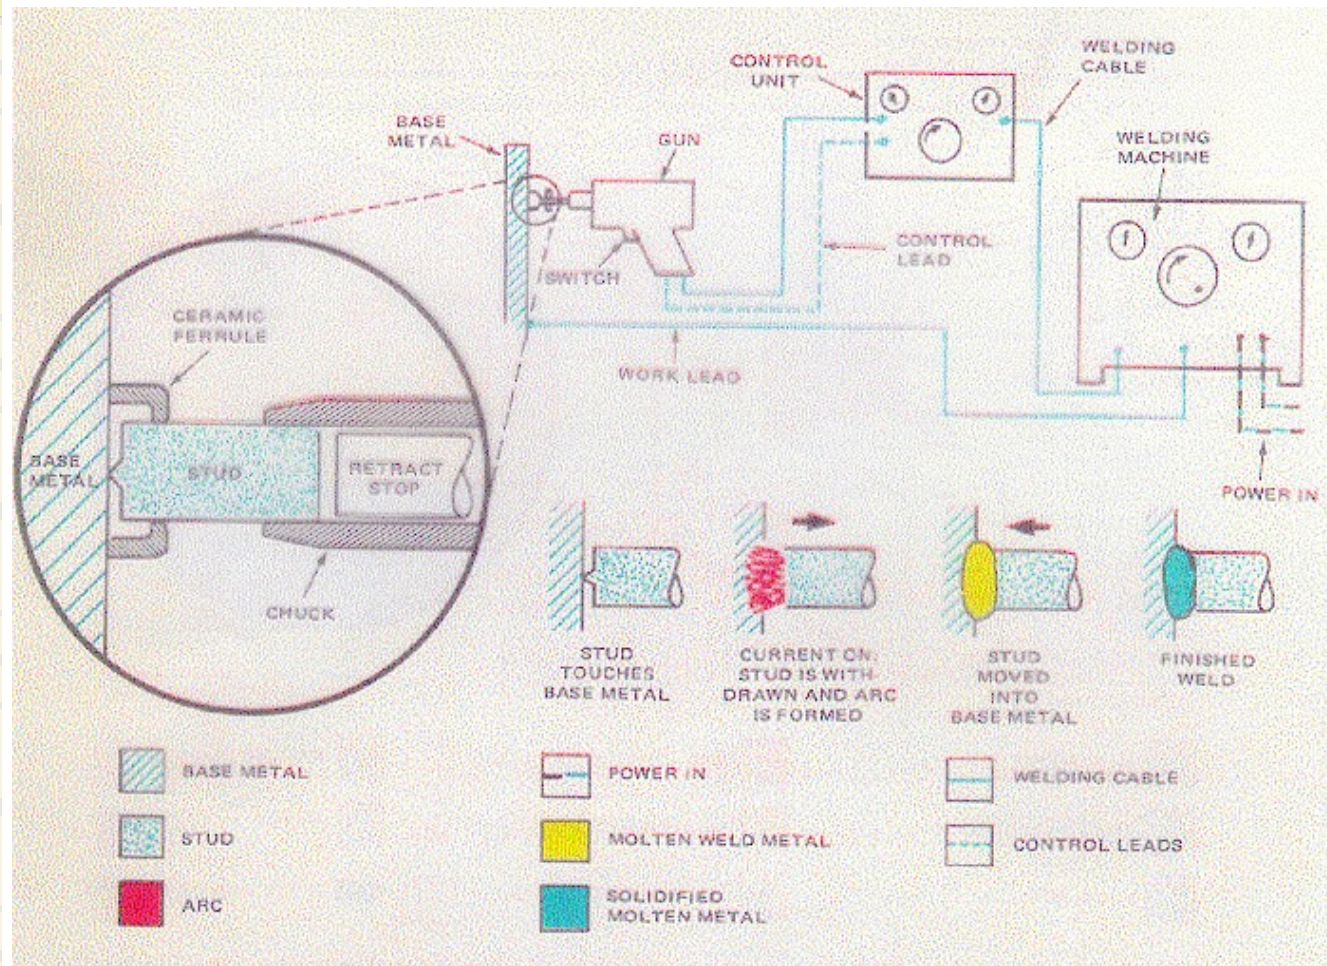 CONTROL
UNIT
WELDING
CABLE
BASE
METAL
GUN
WELDING
MACHINE
SWITCH
CONTROL
LEAD
CERAMIC
FERRULE
WORK LEAD
BASE
METAL
STUD
RETRACT
STOP
POWER IN
CHUCK
STUD
TOUCHES
BASE METAL
CURRENT ON.
STUD IS WITH
DRAWN AND ARC
IS FORMED
STUD
MOVED
INTO
BASE METAL
FINISHED
WELD
BASE METAL
POWER IN
WELDING CABLE
STUD
MOLTEN WELD METAL
CONTROL LEADS
ARC
SOLIDIFIED
MOLTEN METAL